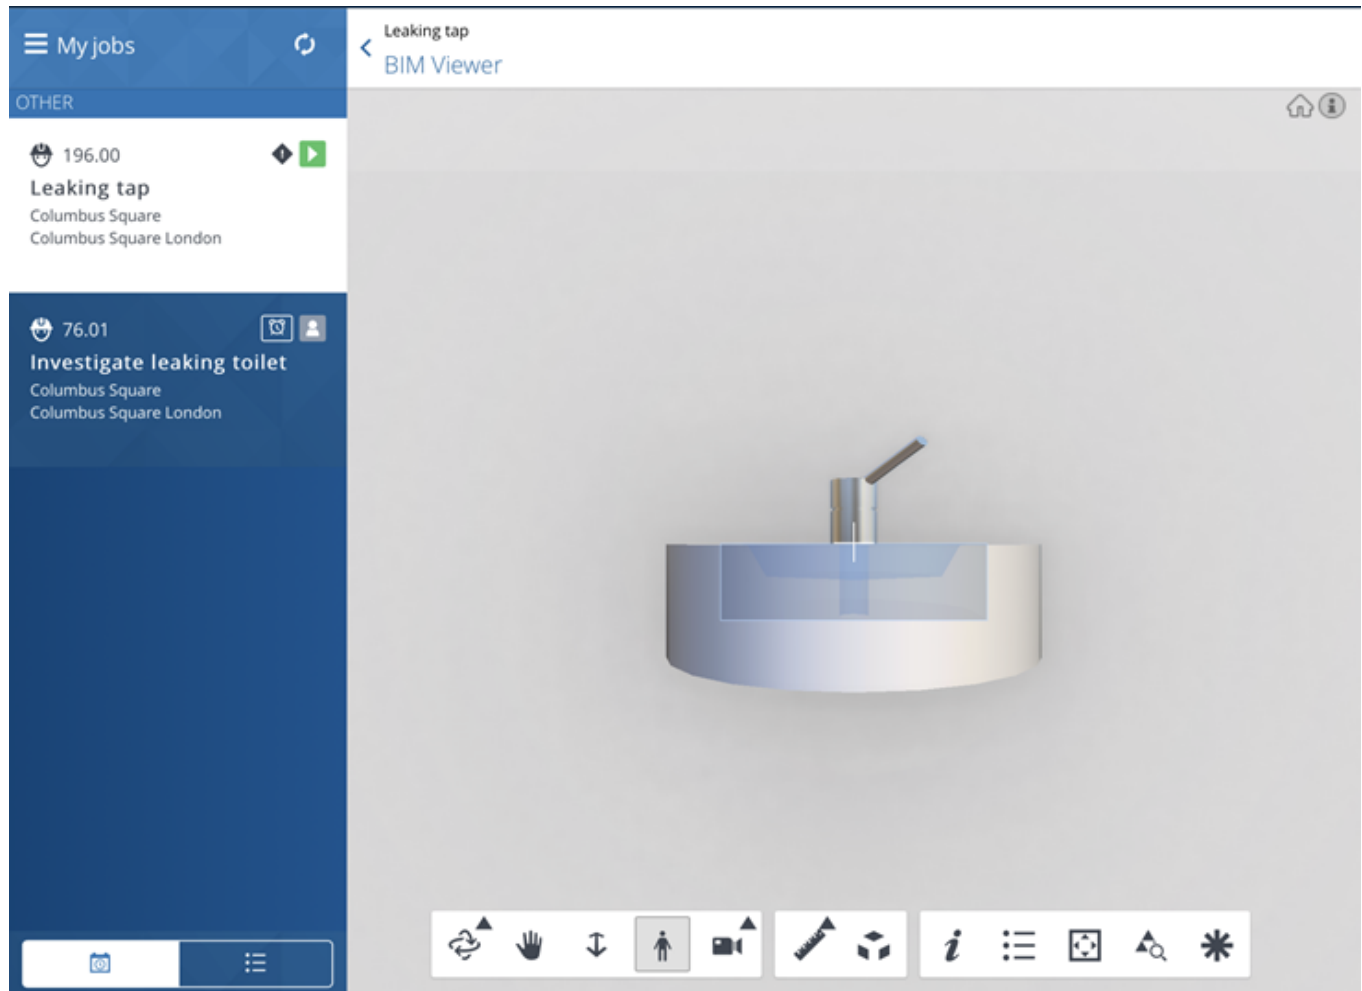 My jobs
OTHER
196.00
Leaking tap
Columbus Square
Columbus Square London
76.01
Investigate leaking toilet
Columbus Square
Columbus Square London
Leaking tap
BIM Viewer